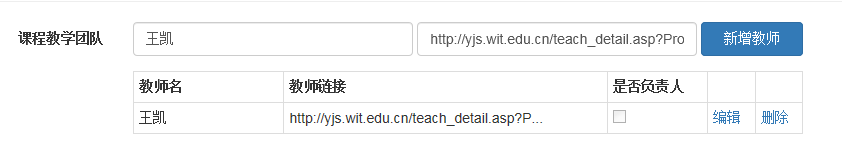 课程教学团队 王凯 http://yjs.wit.edu.cn/teach_detail.asp?Pro 新增教师
教师名 教师链接 是否负责人
王凯 http://yjs.wit.edu.cn/teach_detail.asp?P... 编辑 删除